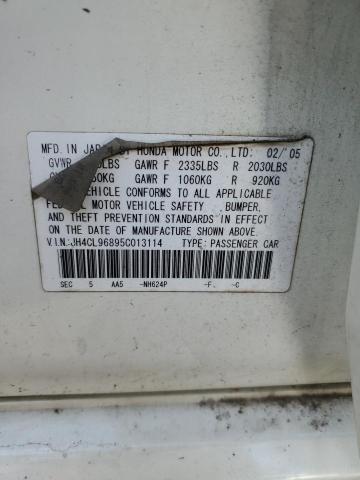 MFD. IN BY HONDA MOTOR CO., LTD. 02/'05
GVWR LBS GAWR F 2335LBS R 2030LBS
KG GAWR F 1060KG R 920KG
VEHICLE CONFORMS TO ALL APPLICABLE
MOTOR VEHICLE SAFETY , BUMPER,
AND THEFT PREVENTION STANDARDS IN EFFECT
ON THE DATE OF MANUFACTURE SHOWN ABOVE.
V.I.N.:JH4CL96895C013114 TYPE: PASSENGER CAR
SEC 5 AA5 -NH624P -F. -C